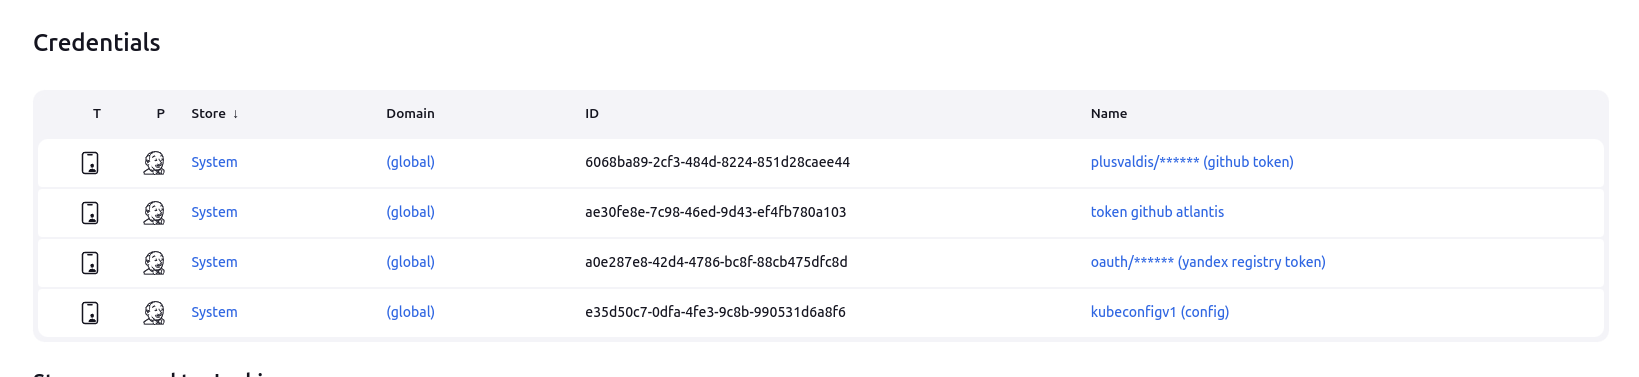 Credentials
T P Store ↓ Domain ID Name
System (global) 6068ba89-2cf3-484d-8224-851d28caee44 plusvaldis/****** (github token)
System (global) ae30fe8e-7c98-46ed-9d43-ef4fb780a103 token github atlantis
System (global) a0e287e8-42d4-4786-bc8f-88cb475dfc8d oauth/****** (yandex registry token)
System (global) e35d50c7-0dfa-4fe3-9c8b-990531d6a8f6 kubeconfigv1 (config)